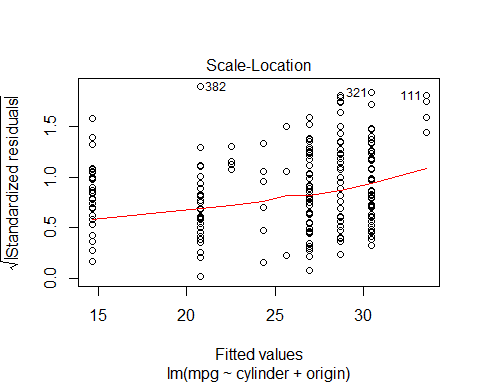 Scale-Location
√|Standardized residuals|
0.0 0.5 1.0 1.5
382
321
111
15 20 25 30
Fitted values
lm(mpg ~ cylinder + origin)